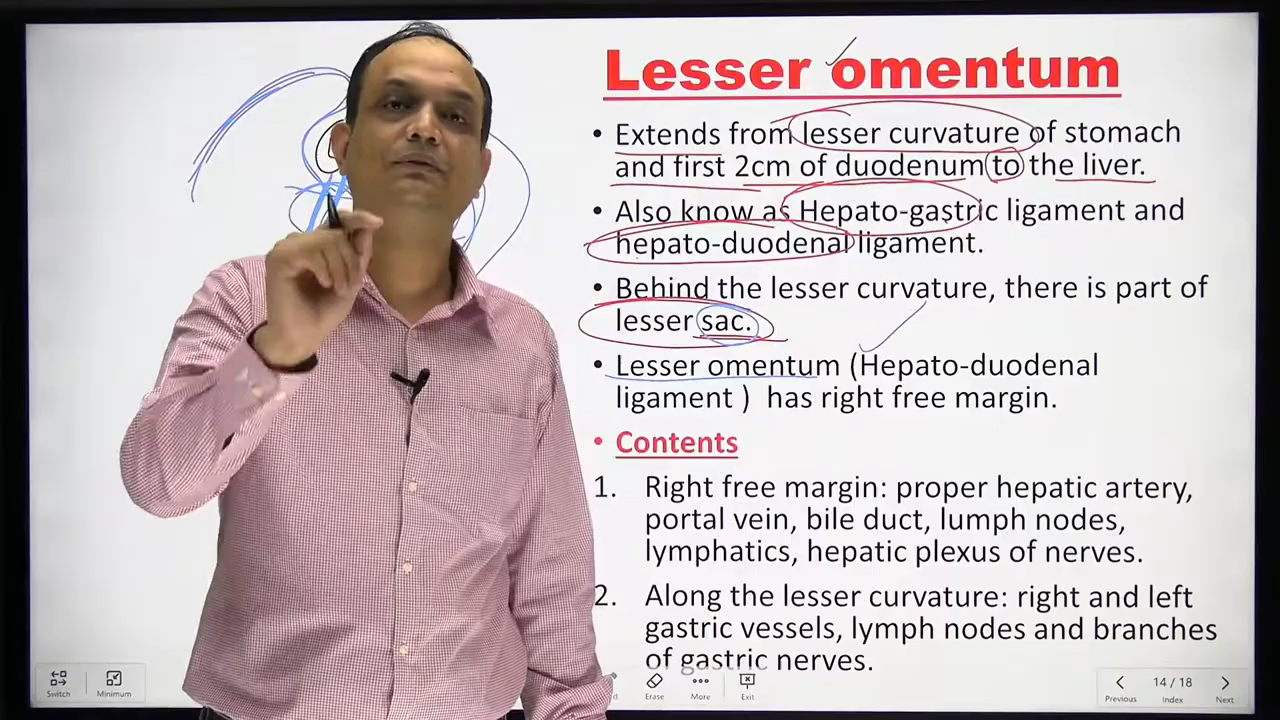 Lesser omentum
• Extends from lesser curvature of stomach
and first 2cm of duodenum to the liver.
• Also know as Hepato-gastric ligament and
hepato-duodenal ligament.
• Behind the lesser curvature, there is part of
lesser sac.
• Lesser omentum (Hepato-duodenal
ligament ) has right free margin.
• Contents
1. Right free margin: proper hepatic artery,
portal vein, bile duct, lumph nodes,
lymphatics, hepatic plexus of nerves.
2. Along the lesser curvature: right and left
gastric vessels, lymph nodes and branches
of gastric nerves.
Switch
Minimum
Erase
More
Exit
Previous
14 / 18
Index
Next